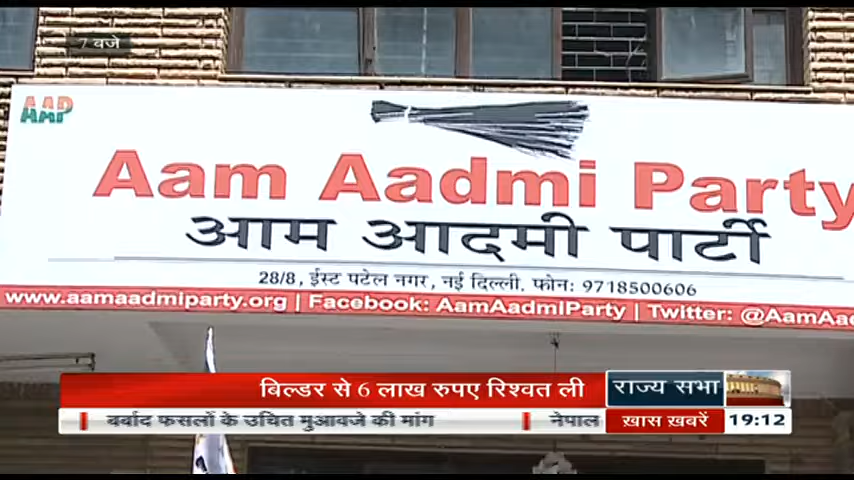 7 बजे
AAP
Aam Aadmi Party
आम आदमी पार्टी
28/8, ईस्ट पटेल नगर, नई दिल्ली. फोन: 9718500606
www.aamaadmiparty.org | Facebook: AamAadmiParty | Twitter: @AamAa
बिल्डर से 6 लाख रुपए रिश्वत ली
राज्य सभा
बर्बाद फसलों के उचित मुआवजे की मांग
नेपाल
ख़ास ख़बरें
19:12